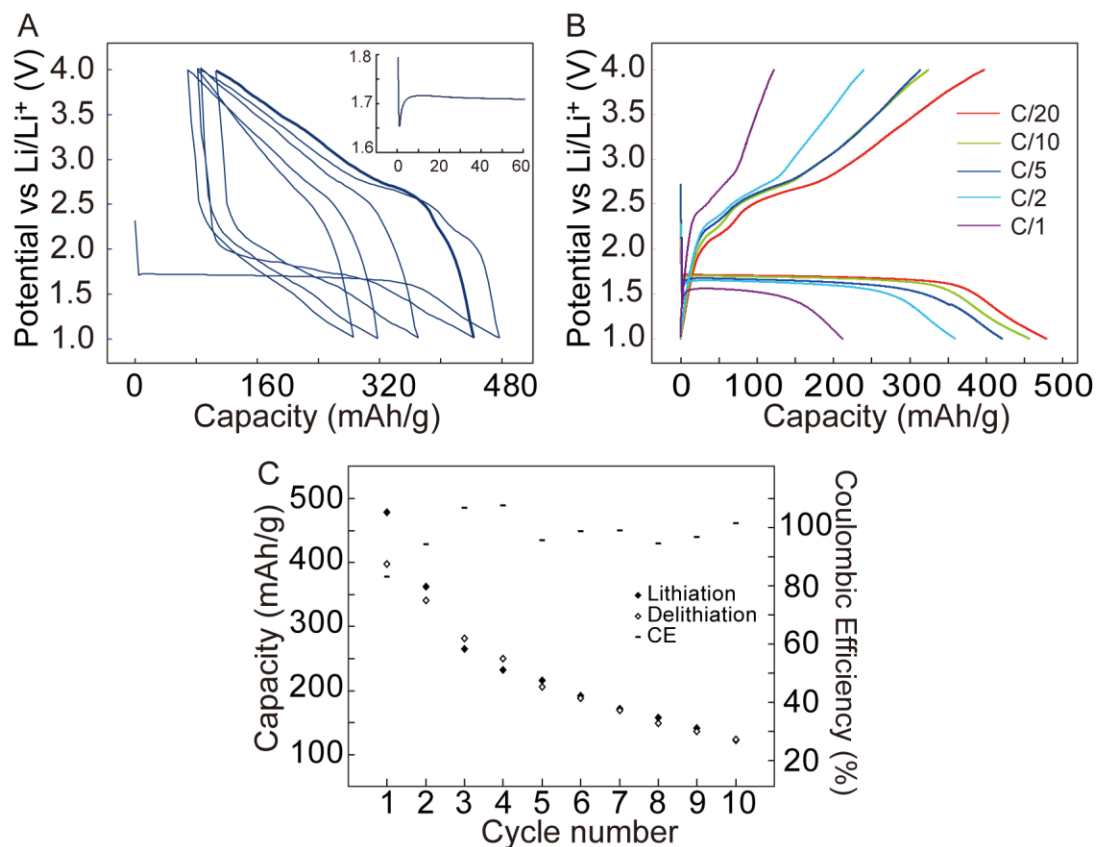 A
Potential vs Li/Li⁺ (V)
4.0
3.5
3.0
2.5
2.0
1.5
1.0
0
160
320
480
Capacity (mAh/g)
1.8
1.7
1.6
0
20
40
60
B
Potential vs Li/Li⁺ (V)
4.0
3.5
3.0
2.5
2.0
1.5
1.0
0
100
200
300
400
500
Capacity (mAh/g)
C/20
C/10
C/5
C/2
C/1
C
Capacity (mAh/g)
500
400
300
200
100
Lithiation
Delithiation
CE
100
80
60
40
20
Coulombic Efficiency (%)
1 2 3 4 5 6 7 8 9 10
Cycle number